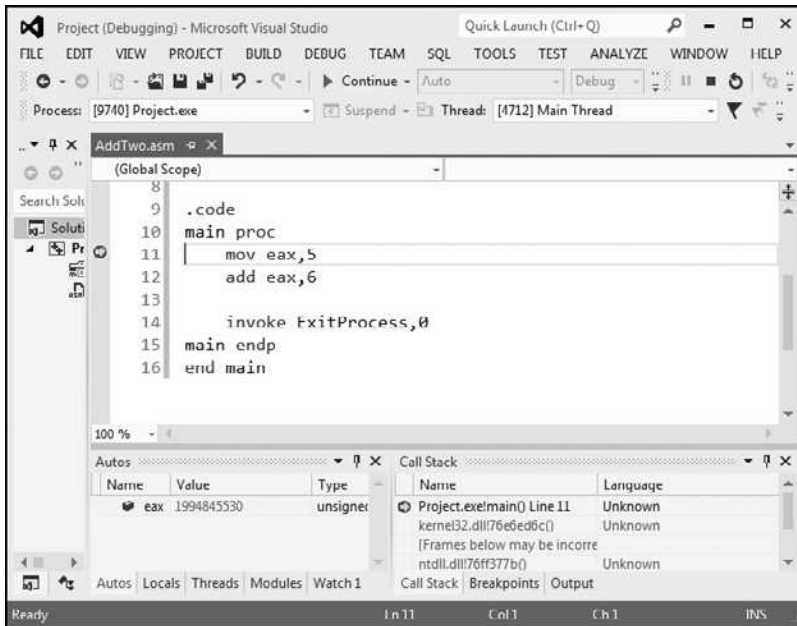 Project (Debugging) - Microsoft Visual Studio
Quick Launch (Ctrl+Q)
FILE EDIT VIEW PROJECT BUILD DEBUG TEAM SQL TOOLS TEST ANALYZE WINDOW HELP
Continue Auto Debug
Process: [9740] Project.exe Suspend Thread: [4712] Main Thread
AddTwo.asm
(Global Scope)
Search Solu
Soluti
Pr
8
9 .code
10 main proc
11 mov eax,5
12 add eax,6
13
14 invoke ExitProcess,0
15 main endp
16 end main
100 %
Autos
Name Value Type
eax 1994845530 unsigned
Autos Locals Threads Modules Watch 1
Call Stack
Name Language
Project.exe!main() Line 11 Unknown
kernel32.dll!76e6ed6c() Unknown
[Frames below may be incorre
ntdll.dll!76ff377b() Unknown
Call Stack Breakpoints Output
Ready Ln 11 Col 1 Ch 1 INS